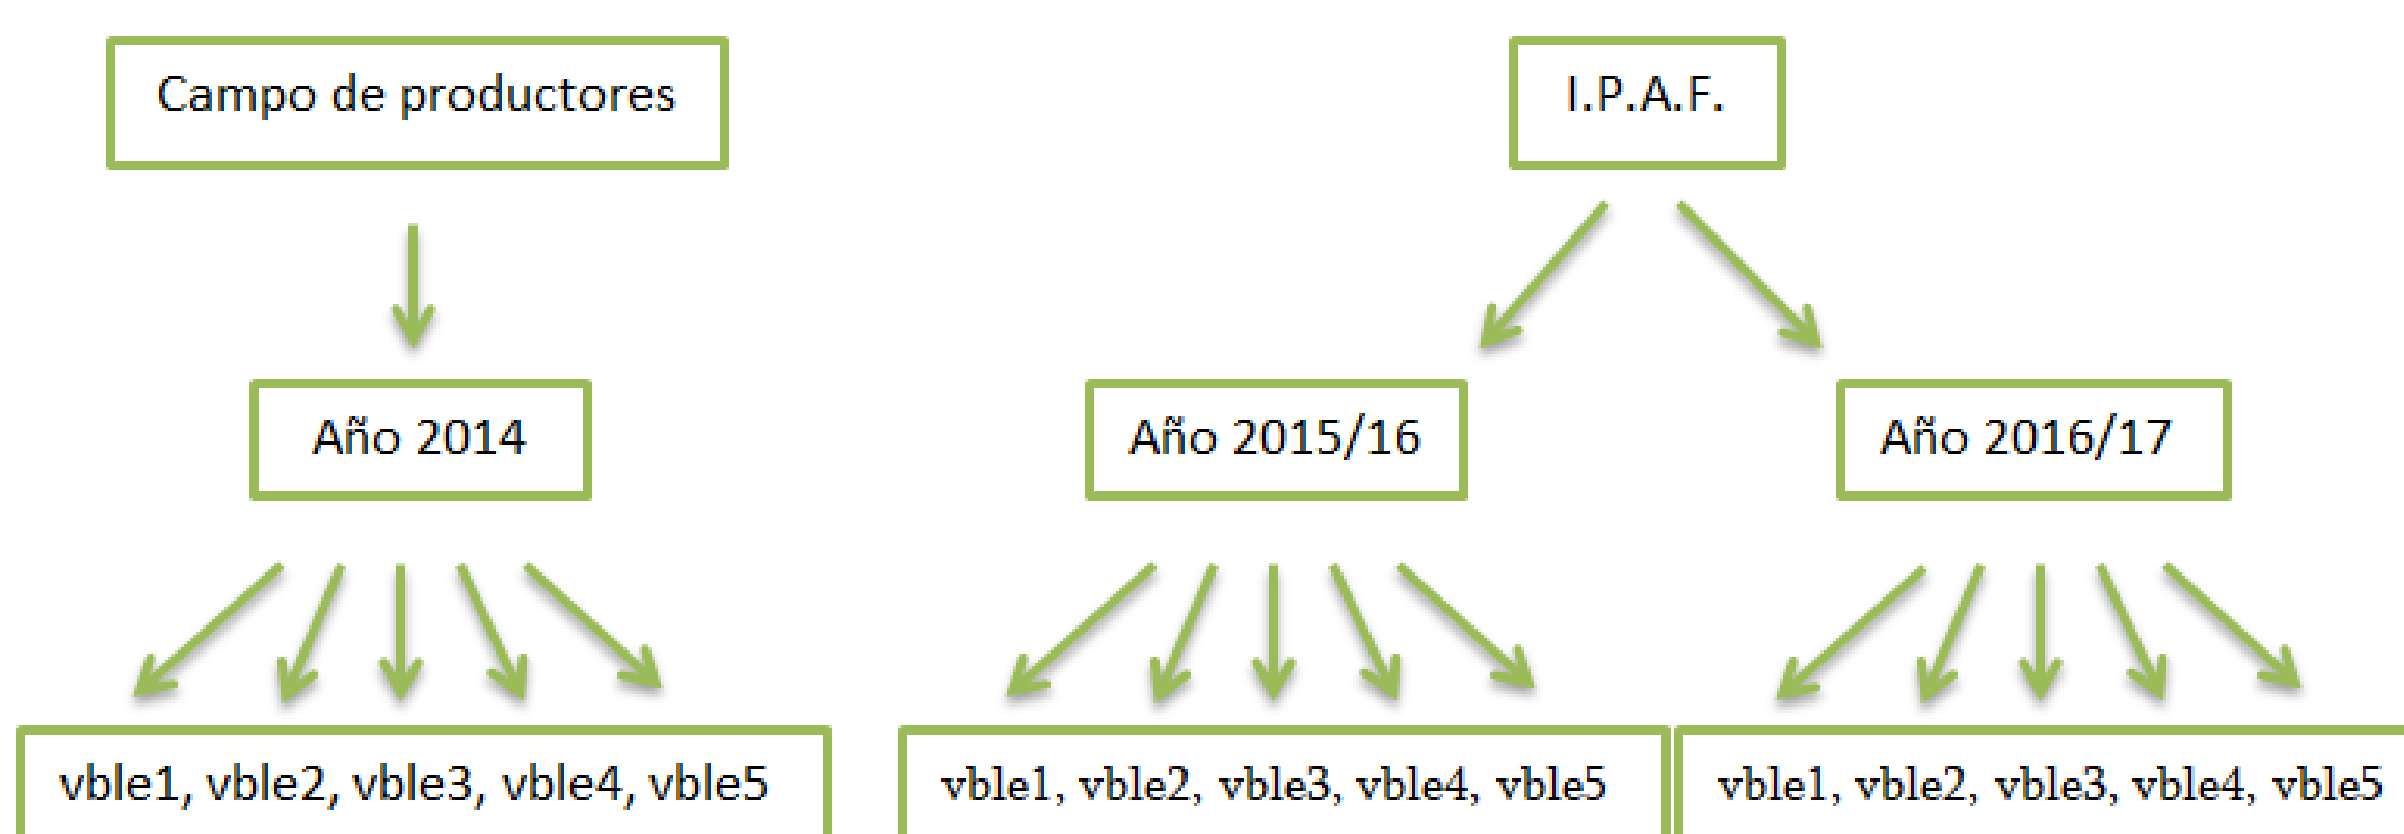 Campo de productores
I.P.A.F.
Año 2014
Año 2015/16
Año 2016/17
vble1, vble2, vble3, vble4, vble5
vble1, vble2, vble3, vble4, vble5
vble1, vble2, vble3, vble4, vble5